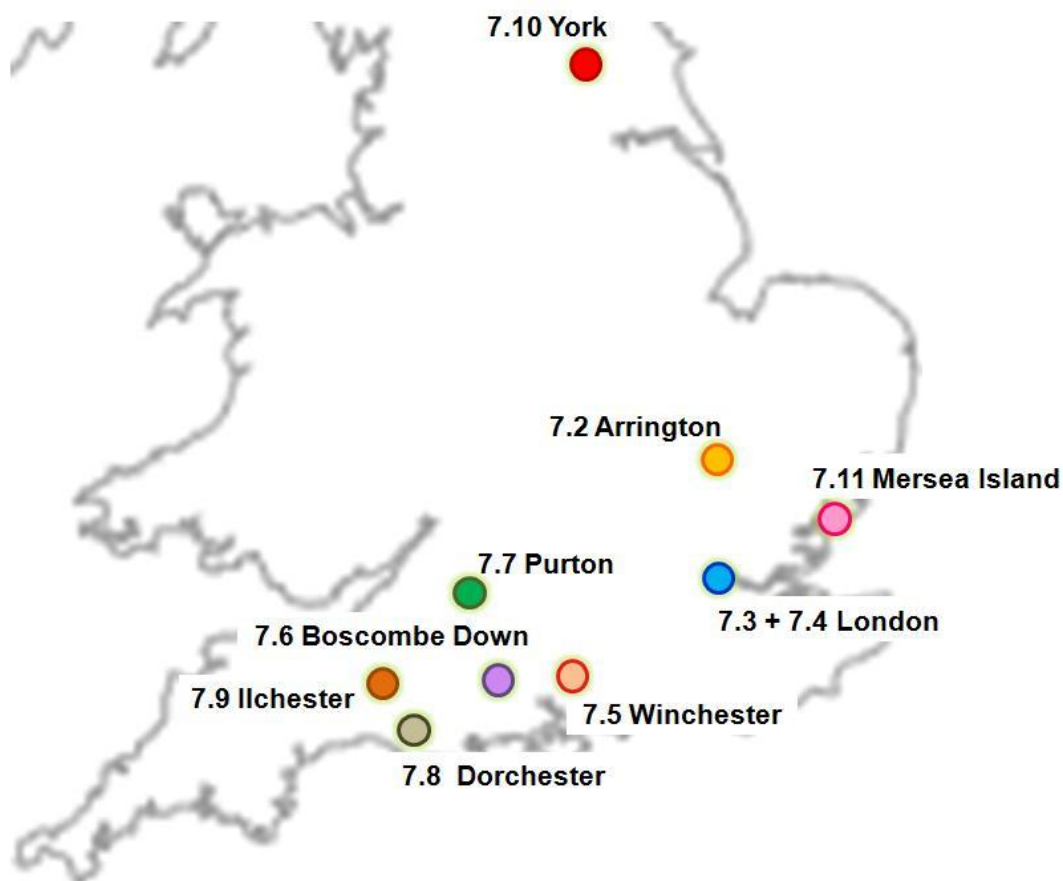 7.10 York
7.2 Arrington
7.11 Mersea Island
7.7 Purton
7.3 + 7.4 London
7.6 Boscombe Down
7.9 Ilchester
7.5 Winchester
7.8 Dorchester